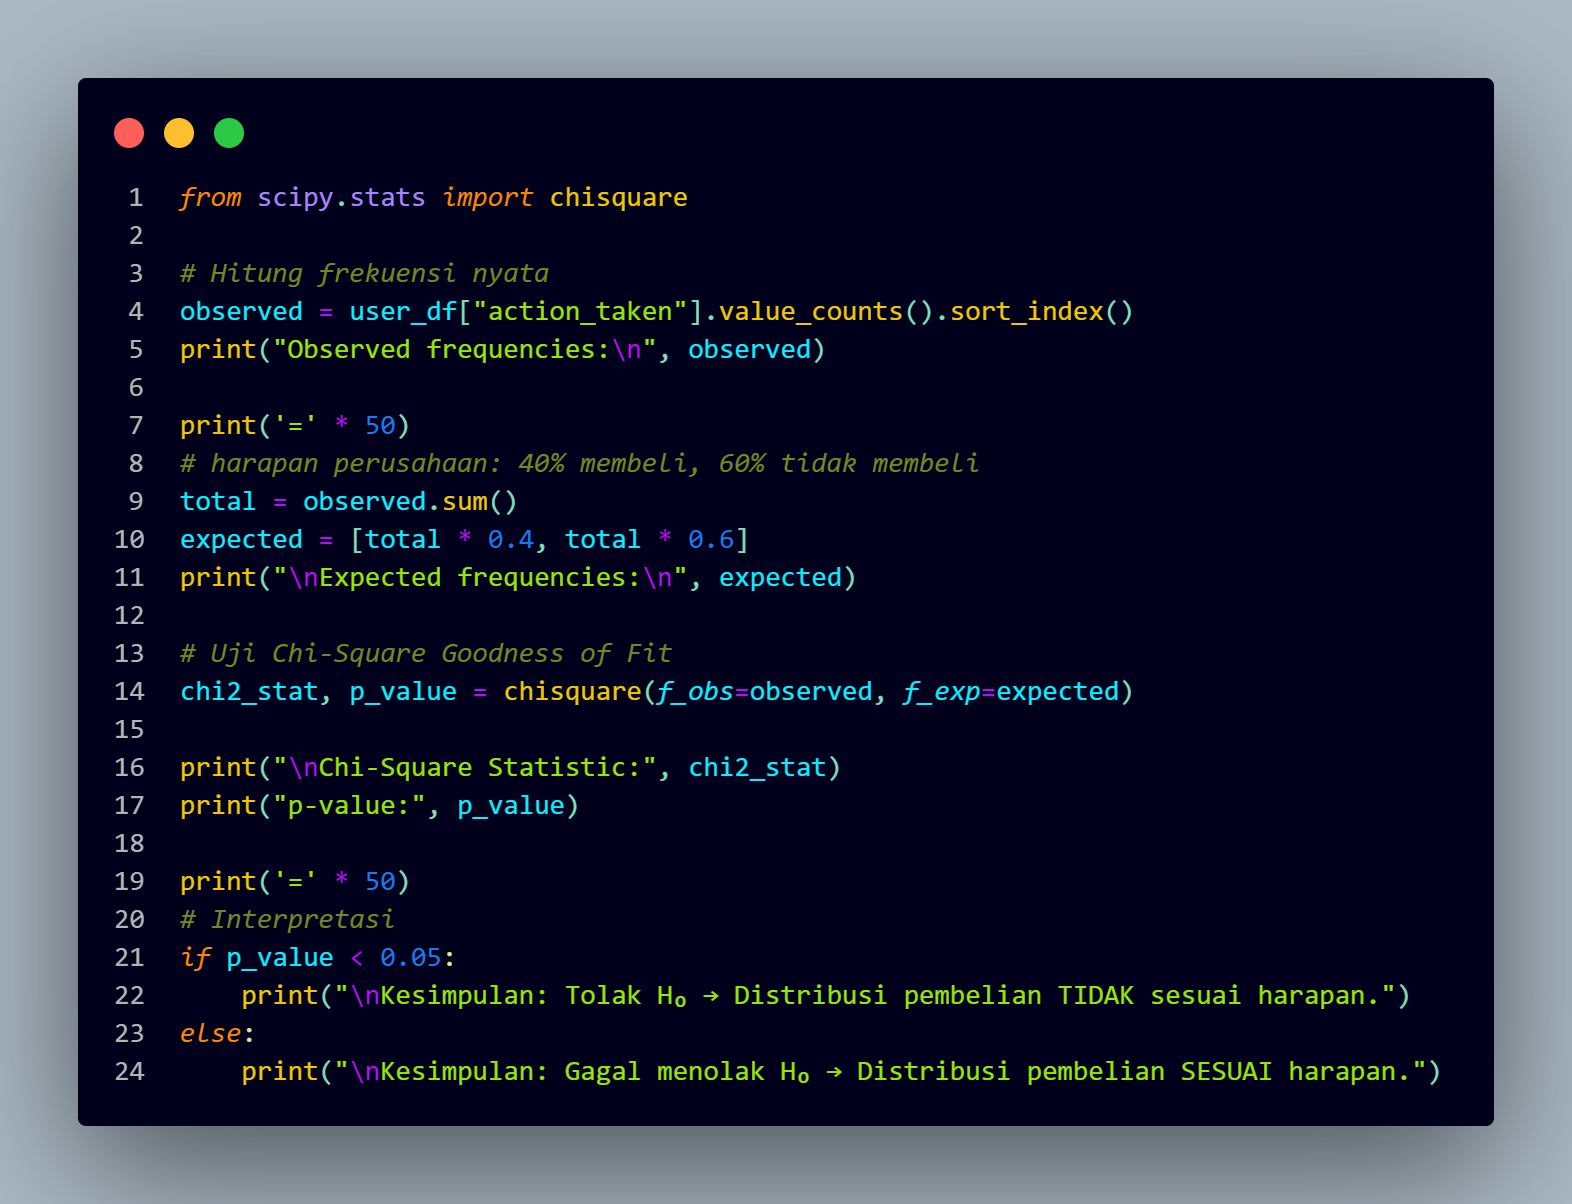 1 from scipy.stats import chisquare
2
3 # Hitung frekuensi nyata
4 observed = user_df["action_taken"].value_counts().sort_index()
5 print("Observed frequencies:\n", observed)
6
7 print('=' * 50)
8 # harapan perusahaan: 40% membeli, 60% tidak membeli
9 total = observed.sum()
10 expected = [total * 0.4, total * 0.6]
11 print("\nExpected frequencies:\n", expected)
12
13 # Uji Chi-Square Goodness of Fit
14 chi2_stat, p_value = chisquare(f_obs=observed, f_exp=expected)
15
16 print("\nChi-Square Statistic:", chi2_stat)
17 print("p-value:", p_value)
18
19 print('=' * 50)
20 # Interpretasi
21 if p_value < 0.05:
22     print("\nKesimpulan: Tolak H₀ → Distribusi pembelian TIDAK sesuai harapan.")
23 else:
24     print("\nKesimpulan: Gagal menolak H₀ → Distribusi pembelian SESUAI harapan.")